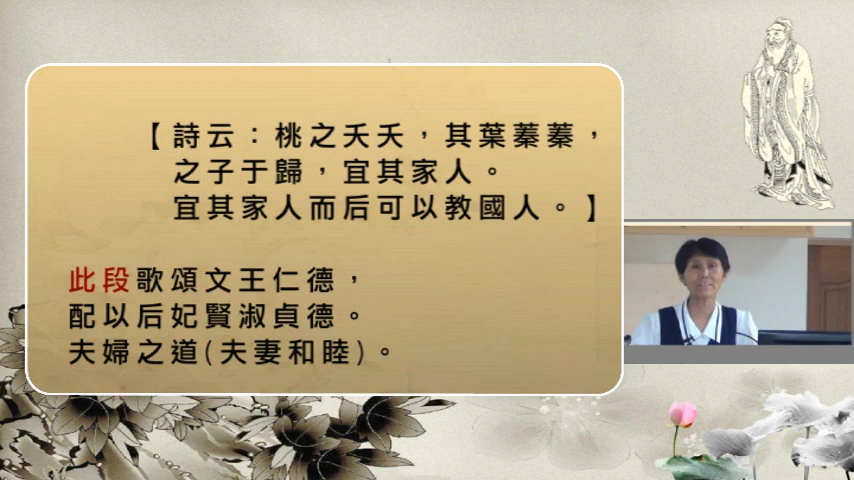 【詩云：桃之夭夭，其葉蓁蓁，
之子于歸，宜其家人。
宜其家人而后可以教國人。】
此段歌頌文王仁德，
配以后妃賢淑貞德。
夫婦之道(夫妻和睦)。